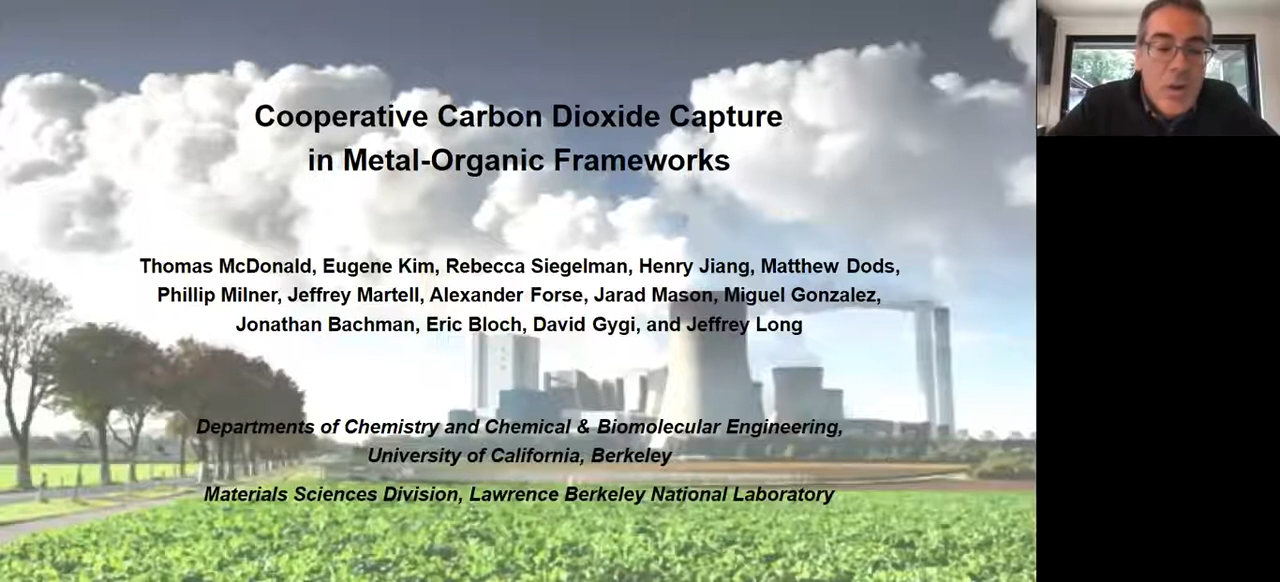 Cooperative Carbon Dioxide Capture
in Metal-Organic Frameworks
Thomas McDonald, Eugene Kim, Rebecca Siegelman, Henry Jiang, Matthew Dods,
Phillip Milner, Jeffrey Martell, Alexander Forse, Jarad Mason, Miguel Gonzalez,
Jonathan Bachman, Eric Bloch, David Gygi, and Jeffrey Long
Departments of Chemistry and Chemical & Biomolecular Engineering,
University of California, Berkeley
Materials Sciences Division, Lawrence Berkeley National Laboratory